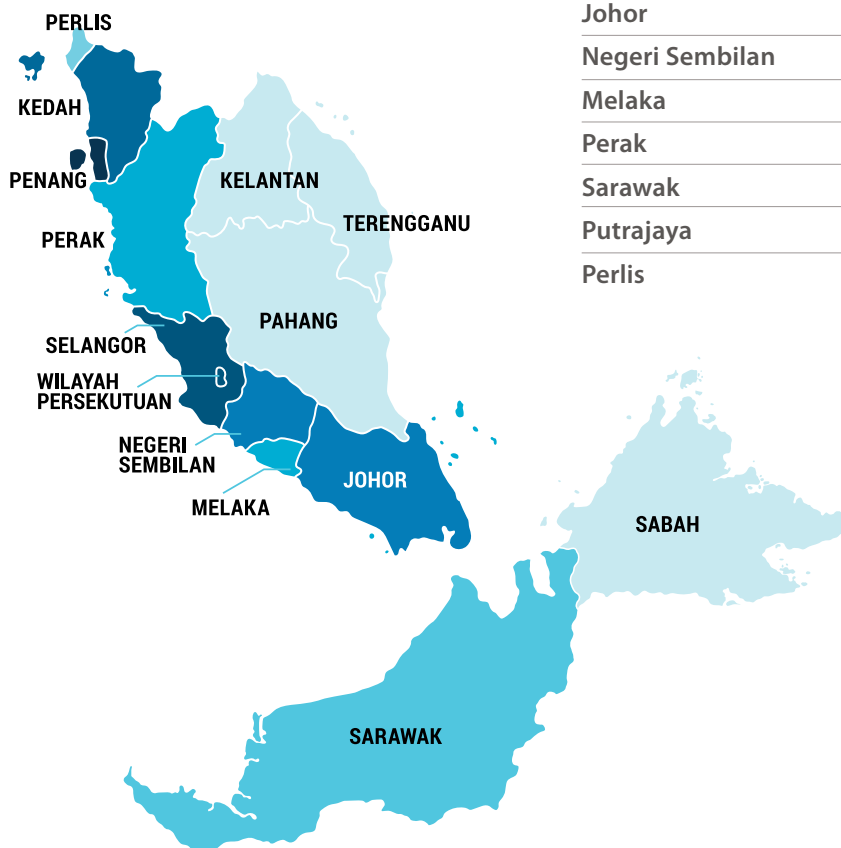 PERLIS
KEDAH
PENANG
PERAK
KELANTAN
TERENGGANU
PAHANG
SELANGOR
WILAYAH
PERSEKUTUAN
NEGERI
SEMBILAN
MELAKA
JOHOR
SABAH
SARAWAK
Johor
Negeri Sembilan
Melaka
Perak
Sarawak
Putrajaya
Perlis